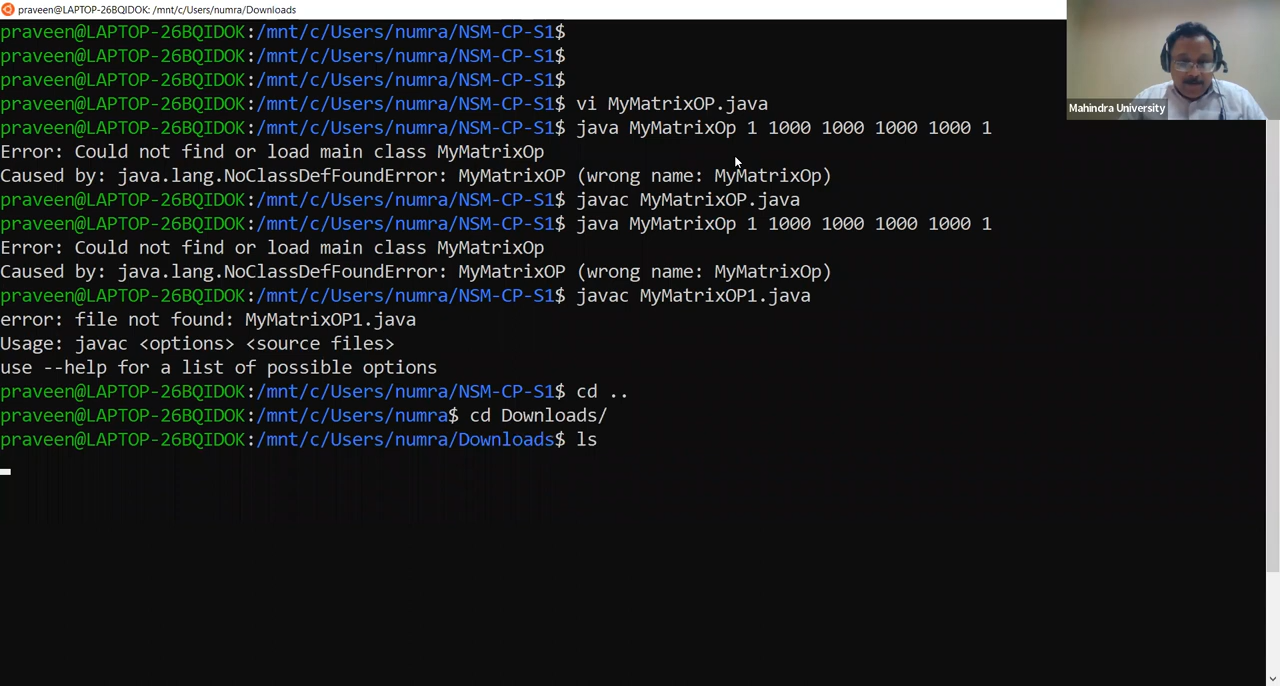 praveen@LAPTOP-26BQIDOK: /mnt/c/Users/numra/Downloads
praveen@LAPTOP-26BQIDOK:/mnt/c/Users/numra/NSM-CP-S1$
praveen@LAPTOP-26BQIDOK:/mnt/c/Users/numra/NSM-CP-S1$
praveen@LAPTOP-26BQIDOK:/mnt/c/Users/numra/NSM-CP-S1$
praveen@LAPTOP-26BQIDOK:/mnt/c/Users/numra/NSM-CP-S1$ vi MyMatrixOP.java
Mahindra University
praveen@LAPTOP-26BQIDOK:/mnt/c/Users/numra/NSM-CP-S1$ java MyMatrixOp 1 1000 1000 1000 1000 1
Error: Could not find or load main class MyMatrixOp
Caused by: java.lang.NoClassDefFoundError: MyMatrixOP (wrong name: MyMatrixOp)
praveen@LAPTOP-26BQIDOK:/mnt/c/Users/numra/NSM-CP-S1$ javac MyMatrixOP.java
praveen@LAPTOP-26BQIDOK:/mnt/c/Users/numra/NSM-CP-S1$ java MyMatrixOp 1 1000 1000 1000 1000 1
Error: Could not find or load main class MyMatrixOp
Caused by: java.lang.NoClassDefFoundError: MyMatrixOP (wrong name: MyMatrixOp)
praveen@LAPTOP-26BQIDOK:/mnt/c/Users/numra/NSM-CP-S1$ javac MyMatrixOP1.java
error: file not found: MyMatrixOP1.java
Usage: javac <options> <source files>
use --help for a list of possible options
praveen@LAPTOP-26BQIDOK:/mnt/c/Users/numra/NSM-CP-S1$ cd ..
praveen@LAPTOP-26BQIDOK:/mnt/c/Users/numra$ cd Downloads/
praveen@LAPTOP-26BQIDOK:/mnt/c/Users/numra/Downloads$ ls